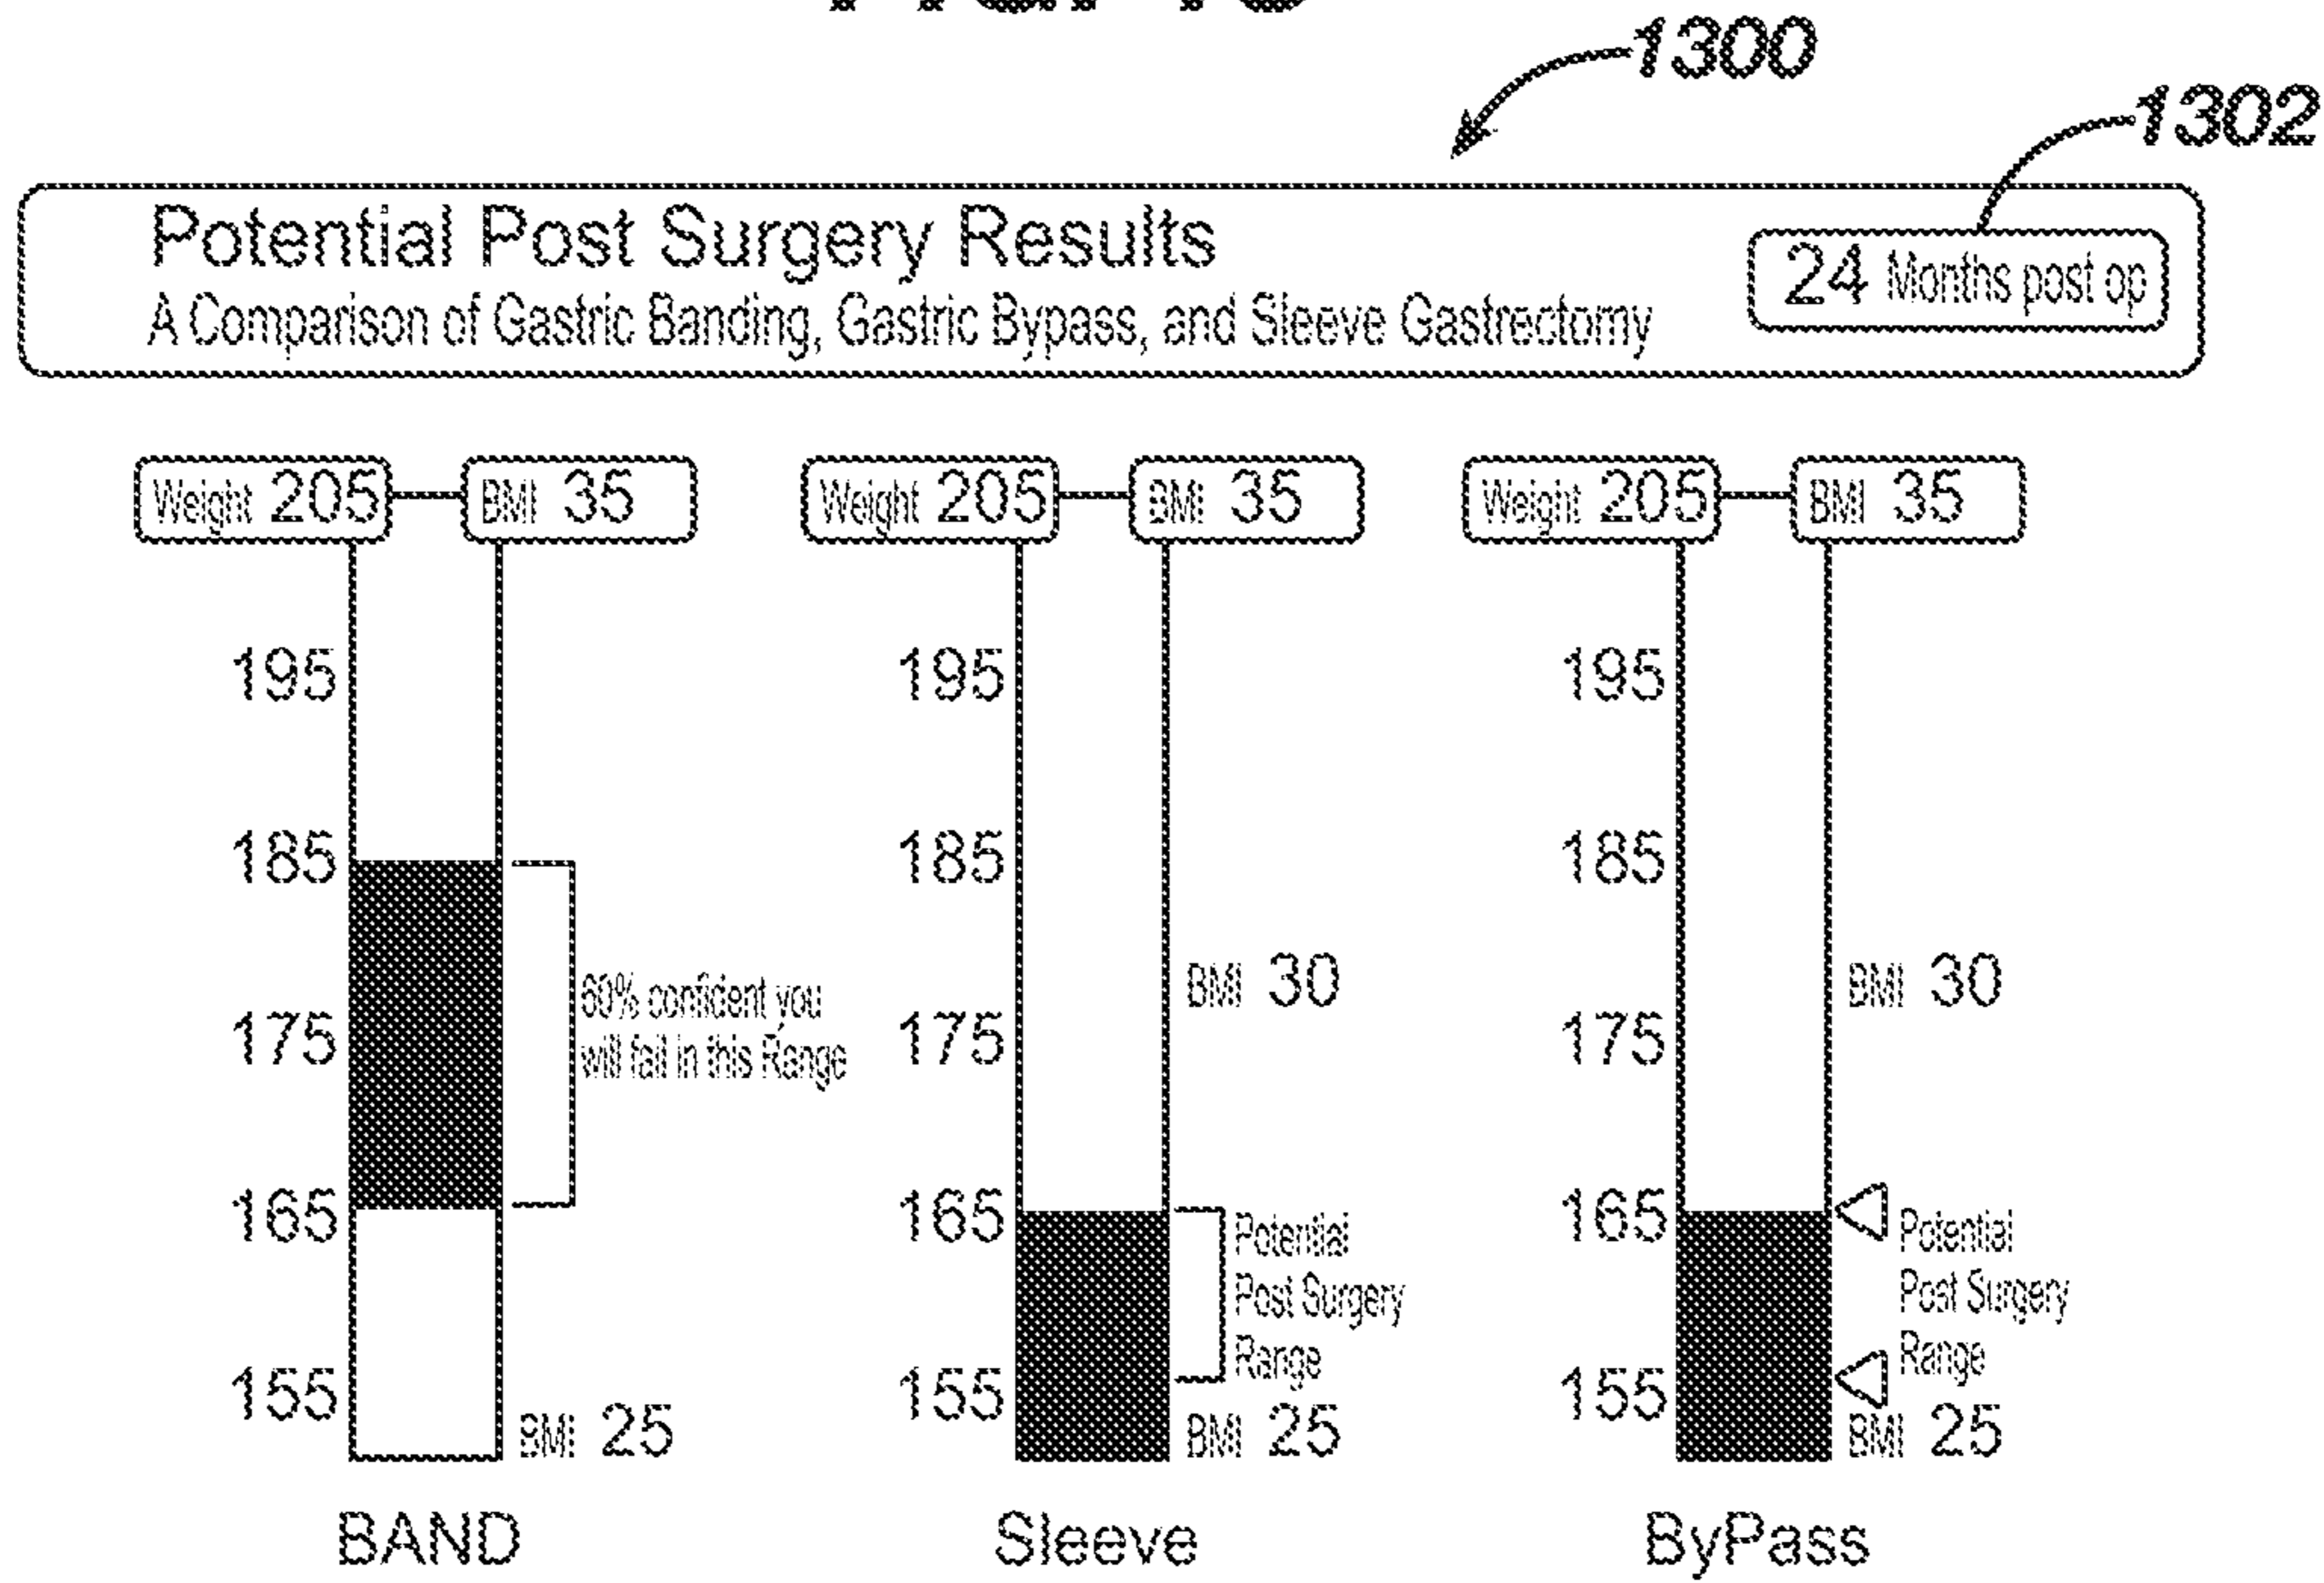 1300
1302
Potential Post Surgery Results
A Comparison of Gastric Banding, Gastric Bypass, and Sleeve Gastrectomy
24 Months post op
Weight 205
BMI 35
195
185
175
165
155
60% confident you
will fall in this Range
BMI 25
BAND
Weight 205
BMI 35
195
185
175
165
155
BMI 30
Potential
Post Surgery
Range
BMI 25
Sleeve
Weight 205
BMI 35
195
185
175
165
155
BMI 30
Potential
Post Surgery
Range
BMI 25
ByPass